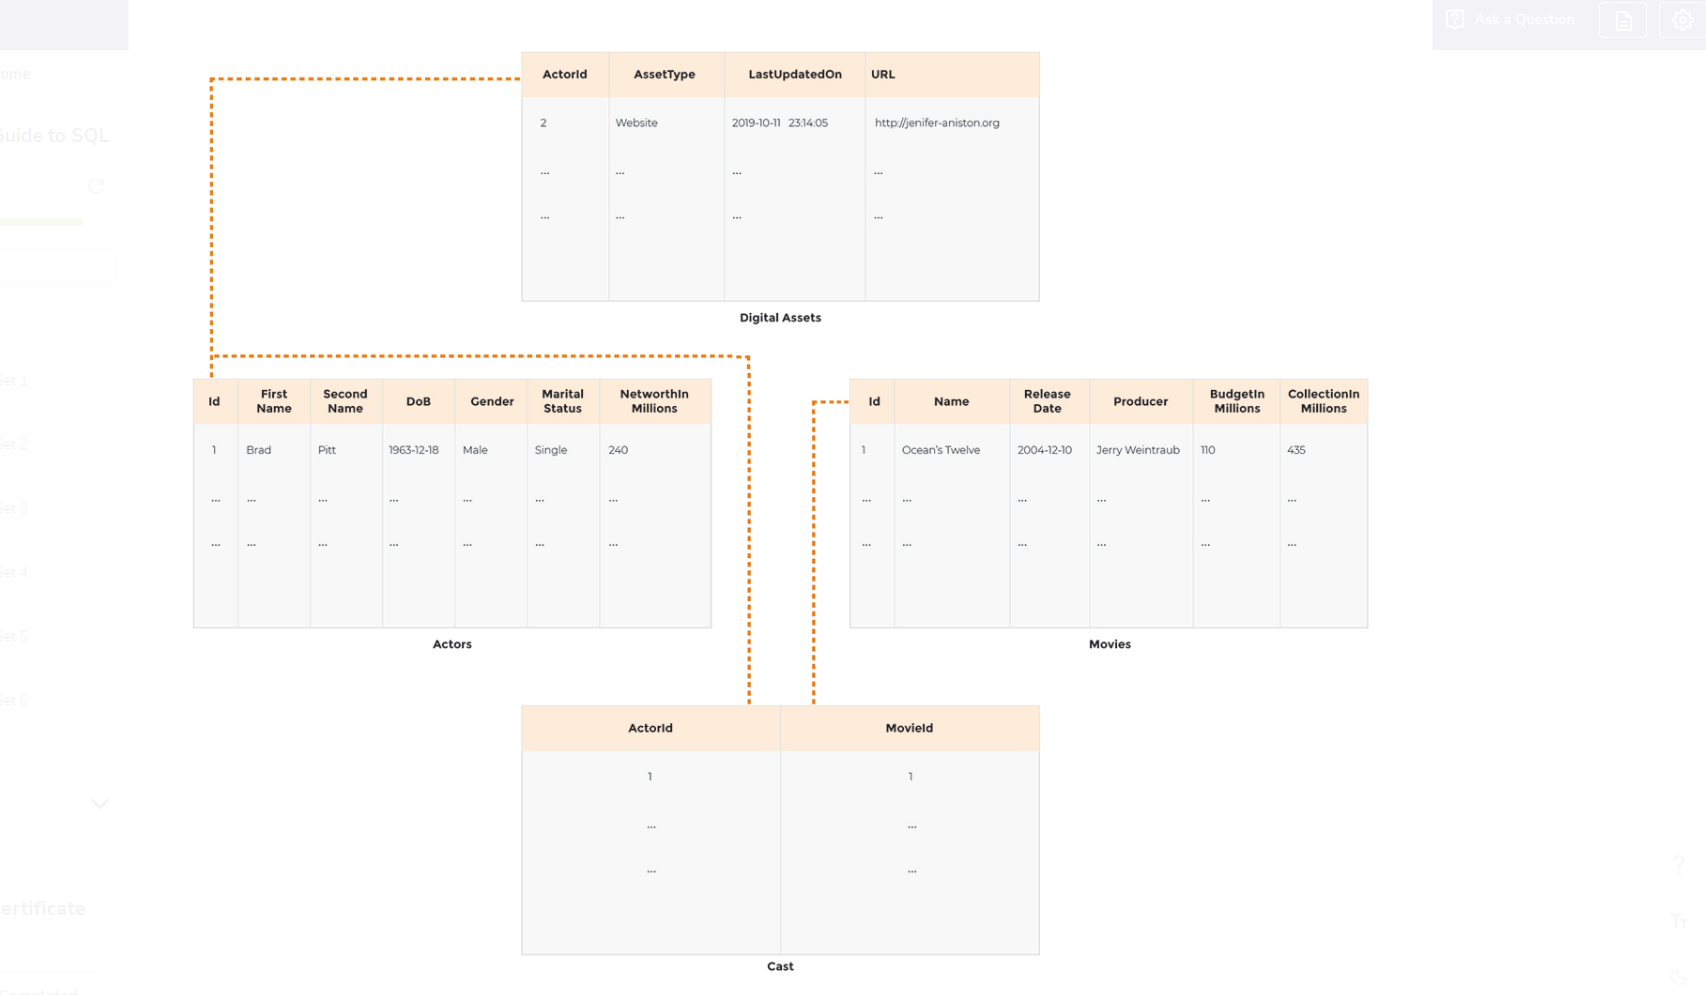 Ask a Question
ome
Guide to SQL
ActorId AssetType LastUpdatedOn URL
2 Website 2019-10-11 23:14:05 http://jenifer-aniston.org
... ... ... ...
... ... ... ...
Digital Assets
Set 1
Set 2
Set 3
Set 4
Set 5
Set 6
Id First Name Second Name DoB Gender Marital Status NetworthIn Millions
1 Brad Pitt 1963-12-18 Male Single 240
... ... ... ... ... ... ...
... ... ... ... ... ... ...
Actors
Id Name Release Date Producer BudgetIn Millions CollectionIn Millions
1 Ocean's Twelve 2004-12-10 Jerry Weintraub 110 435
... ... ... ... ... ...
... ... ... ... ... ...
Movies
ActorId MovieId
1 1
... ...
... ...
Cast
ertificate
Completed
?
Tт